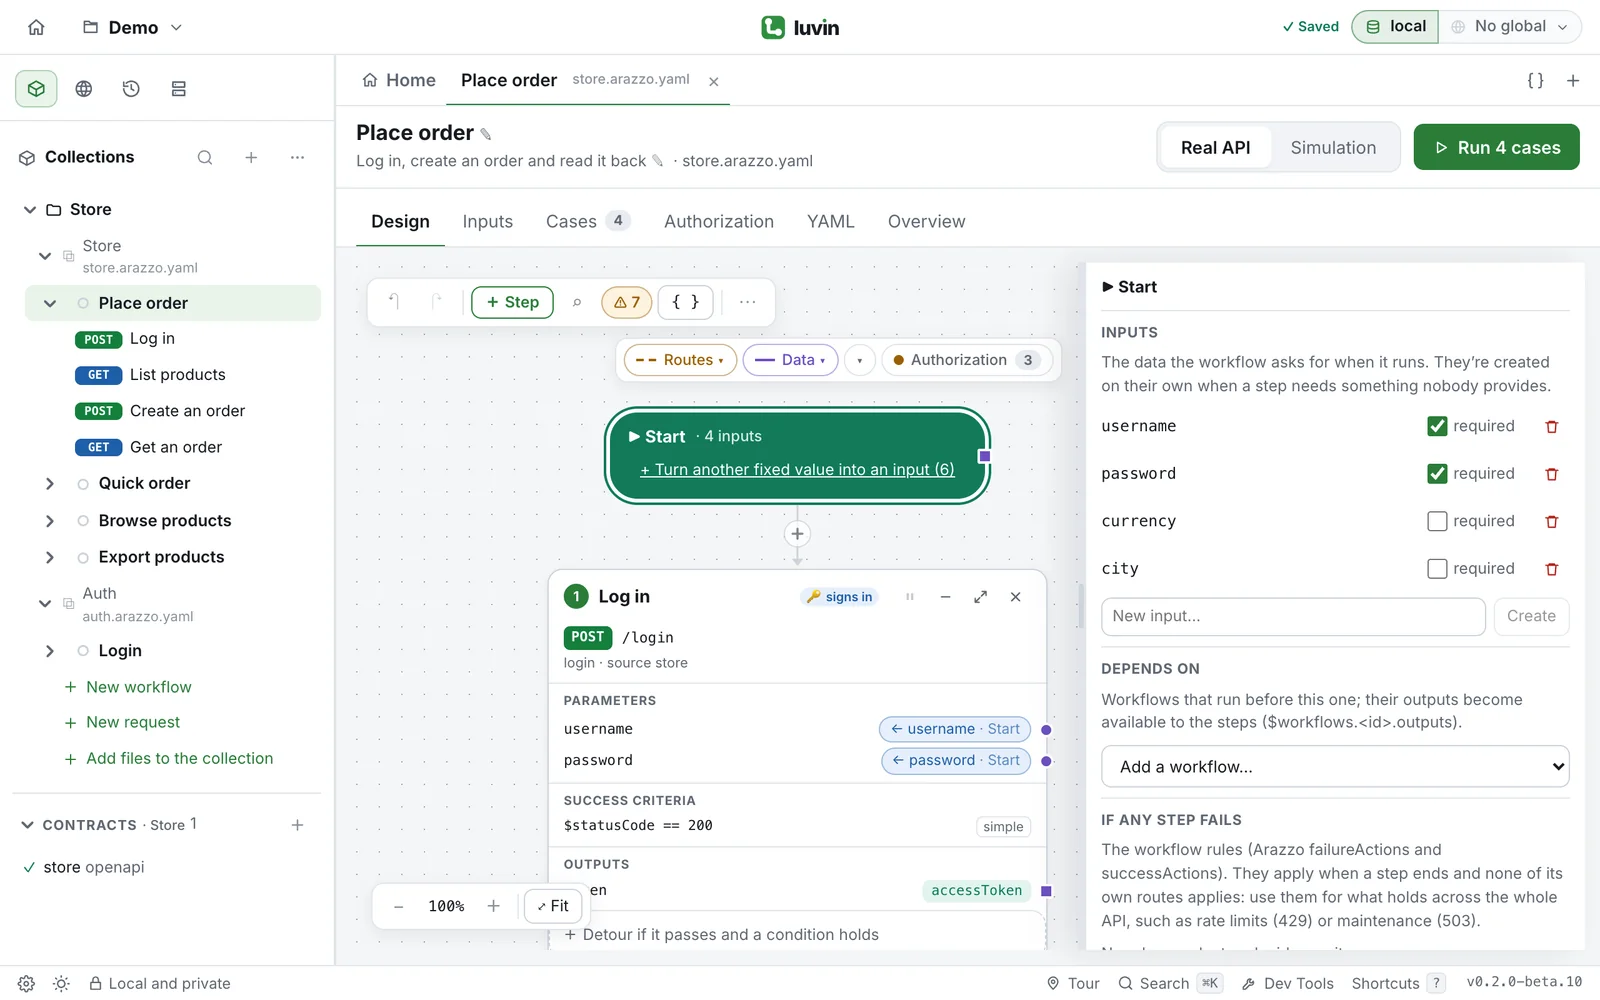 Demo
luvin
Saved
local
No global
Home
Place order store.arazzo.yaml
Collections
Store
Store
store.arazzo.yaml
Place order
POST Log in
GET List products
POST Create an order
GET Get an order
Quick order
Browse products
Export products
Auth
auth.arazzo.yaml
Login
+ New workflow
+ New request
+ Add files to the collection
CONTRACTS · Store 1
store openapi
Place order
Log in, create an order and read it back · store.arazzo.yaml
Real API
Simulation
Run 4 cases
Design
Inputs
Cases 4
Authorization
YAML
Overview
+ Step
7
{ }
Routes
Data
Authorization 3
Start · 4 inputs
+ Turn another fixed value into an input (6)
1 Log in
signs in
POST /login
login · source store
PARAMETERS
username
← username · Start
password
← password · Start
SUCCESS CRITERIA
$statusCode == 200
simple
OUTPUTS
accessToken
+ Detour if it passes and a condition holds
− 100% +
Fit
Start
INPUTS
The data the workflow asks for when it runs. They're created
on their own when a step needs something nobody provides.
username required
password required
currency required
city required
New input...
Create
DEPENDS ON
Workflows that run before this one; their outputs become
available to the steps ($workflows.<id>.outputs).
Add a workflow...
IF ANY STEP FAILS
The workflow rules (Arazzo failureActions and
successActions). They apply when a step ends and none of its
own routes applies: use them for what holds across the whole
API, such as rate limits (429) or maintenance (503).
Local and private
Tour
Search ⌘K
Dev Tools
Shortcuts ?
v0.2.0-beta.10